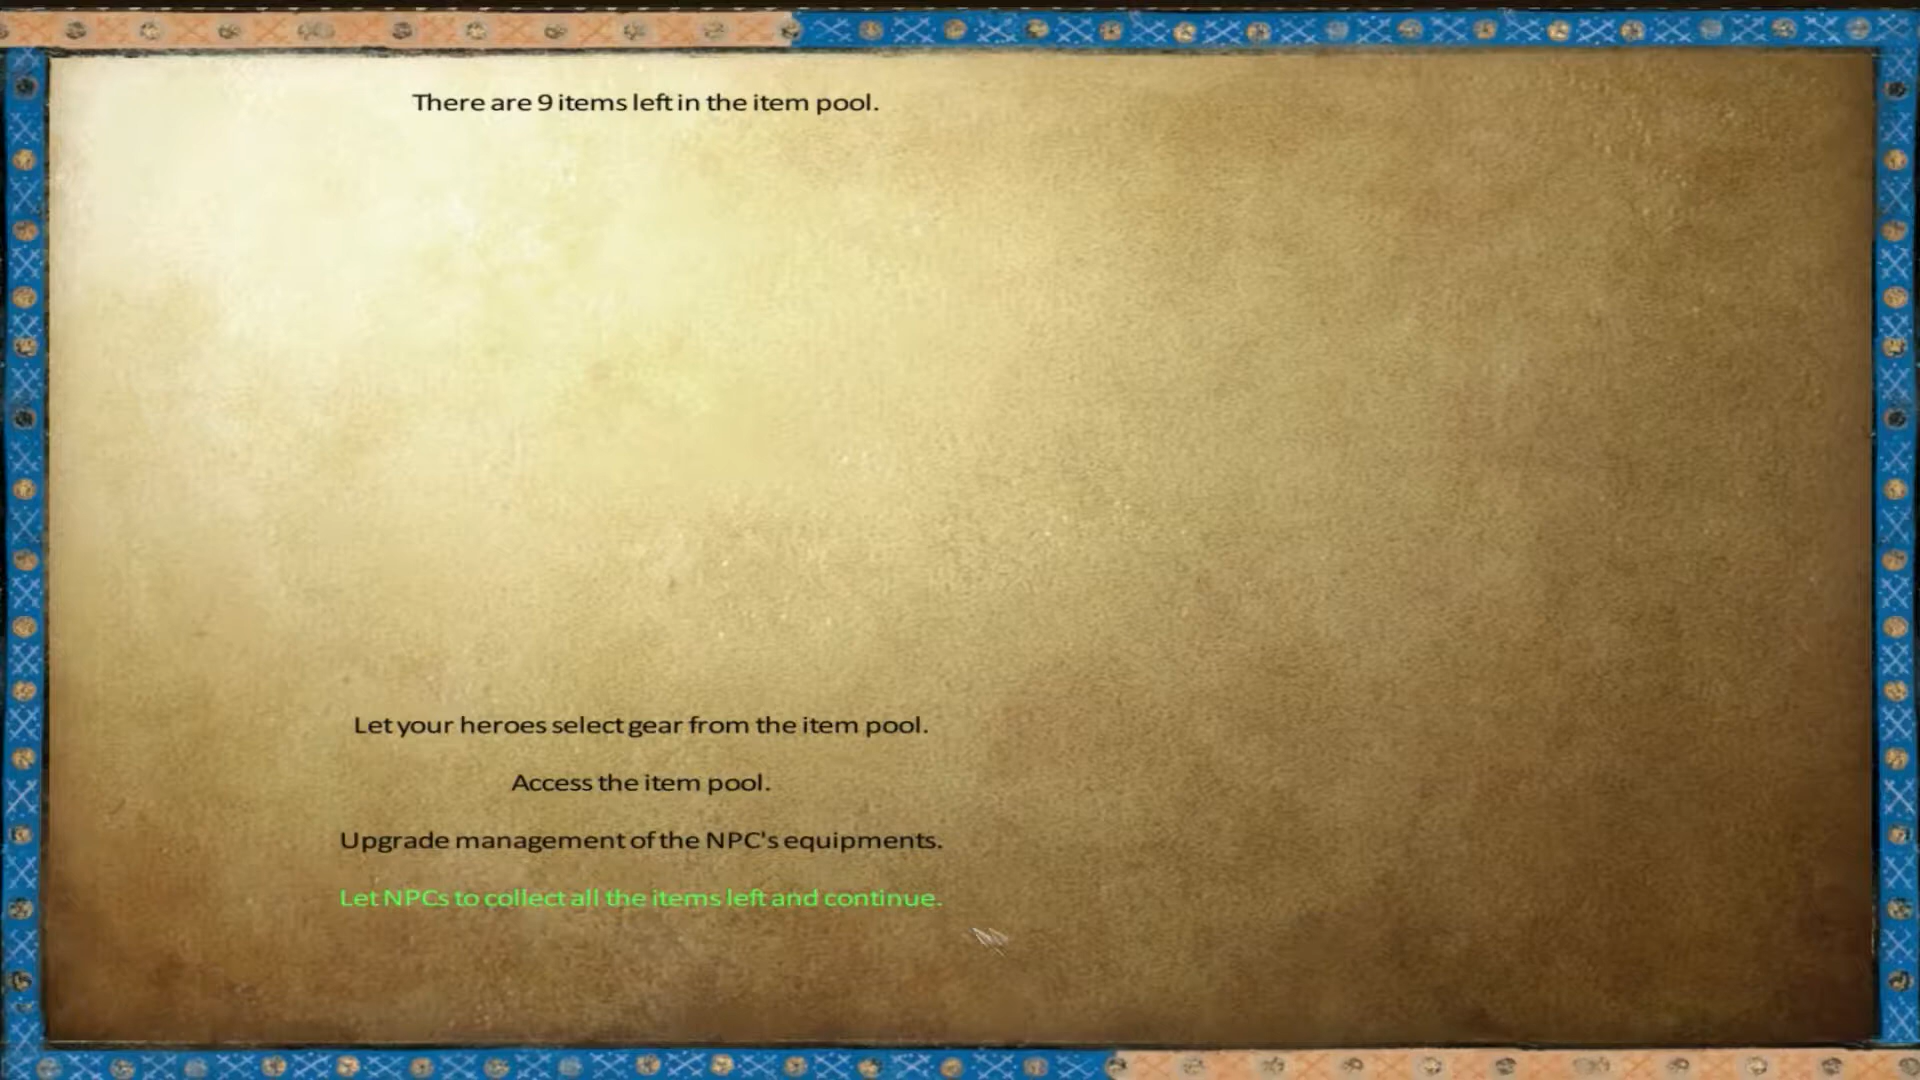 There are 9 items left in the item pool.
Let your heroes select gear from the item pool.
Access the item pool.
Upgrade management of the NPC's equipments.
Let NPCs to collect all the items left and continue.